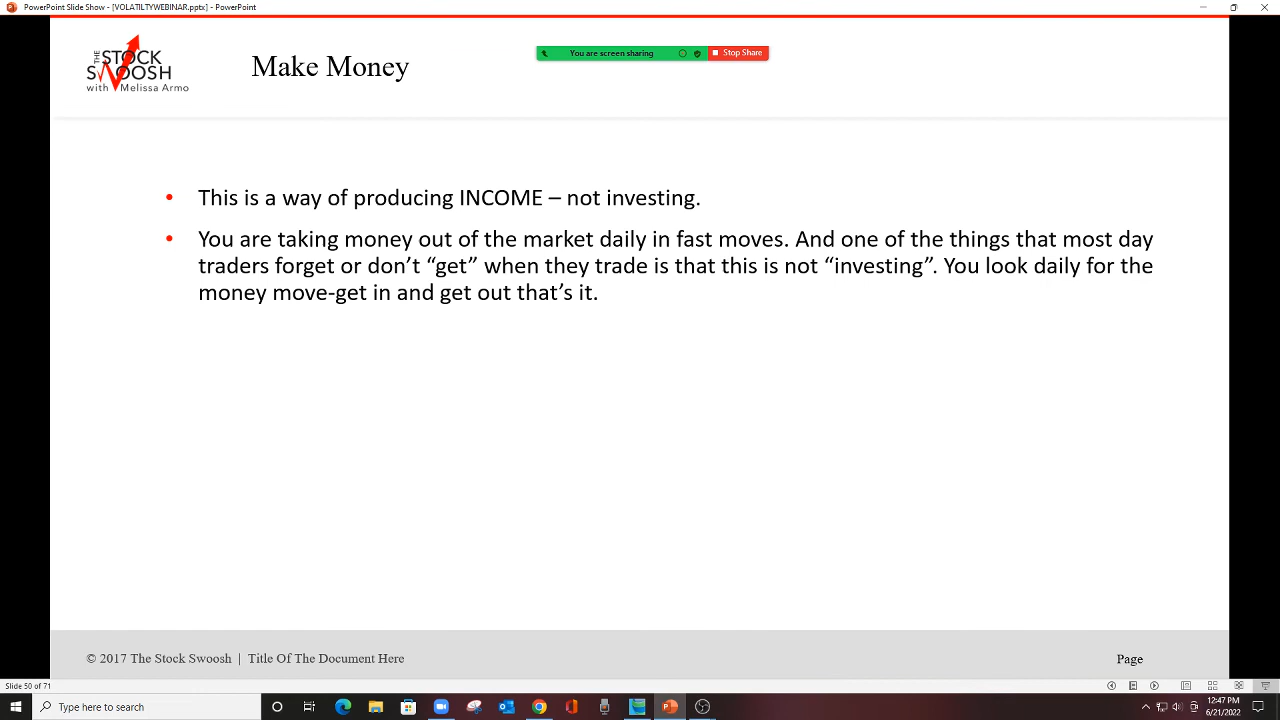 PowerPoint Slide Show - [VOLATILTYWEBINAR.pptx] - PowerPoint
THE STOCK
SWOOSH
with Melissa Armo
Make Money
You are screen sharing
Stop Share
• This is a way of producing INCOME – not investing.
• You are taking money out of the market daily in fast moves. And one of the things that most day
traders forget or don’t “get” when they trade is that this is not “investing”. You look daily for the
money move-get in and get out that’s it.
© 2017 The Stock Swoosh | Title Of The Document Here
Page
Slide 50 of 71
Type here to search
12:47 PM
6/21/2022